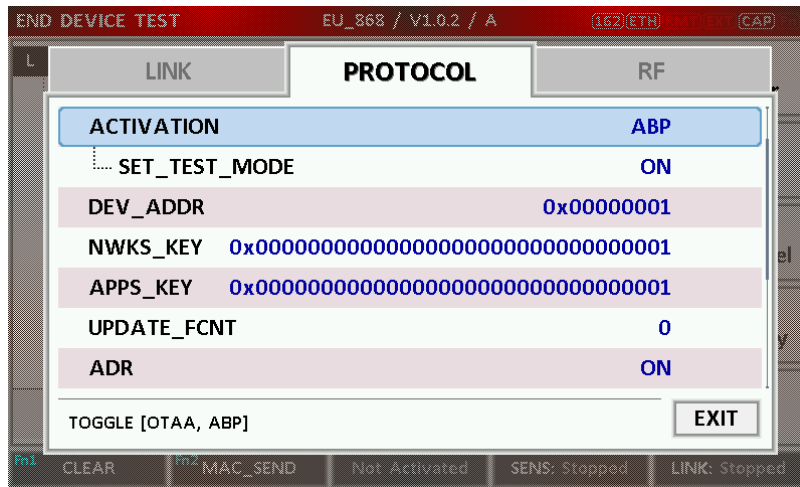 END DEVICE TEST EU_868 / V1.0.2 / A (162)(ETH) (CAP)
L
LINK PROTOCOL RF
ACTIVATION ABP
SET_TEST_MODE ON
DEV_ADDR 0x00000001
NWKS_KEY 0x00000000000000000000000000000001
APPS_KEY 0x00000000000000000000000000000001
UPDATE_FCNT 0
ADR ON
TOGGLE [OTAA, ABP] EXIT
Fn1 CLEAR Fn2 MAC_SEND Not Activated SENS: Stopped LINK: Stopped